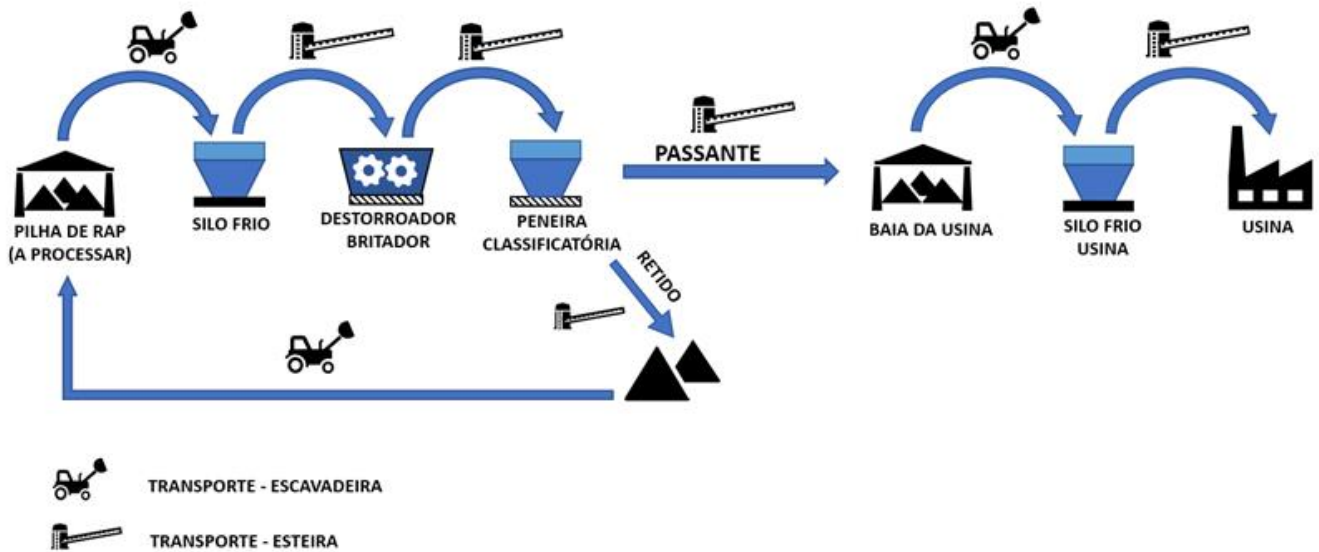 PASSANTE
PILHA DE RAP
(A PROCESSAR)
SILO FRIO
DESTORROADOR
BRITADOR
PENEIRA
CLASSIFICATÓRIA
BAIA DA USINA
SILO FRIO
USINA
USINA
RETIDO
TRANSPORTE - ESCAVADEIRA
TRANSPORTE - ESTEIRA